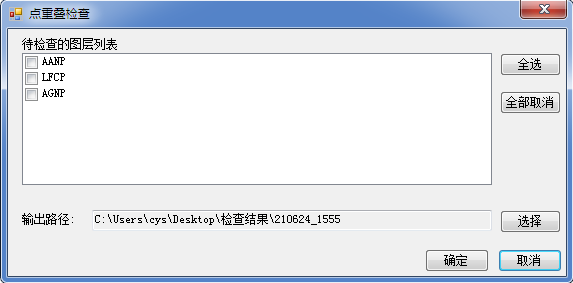 点重叠检查
待检查的图层列表
AANP
LFCP
AGNP
全选
全部取消
输出路径: C:\Users\cys\Desktop\检查结果\210624_1555
选择
确定
取消